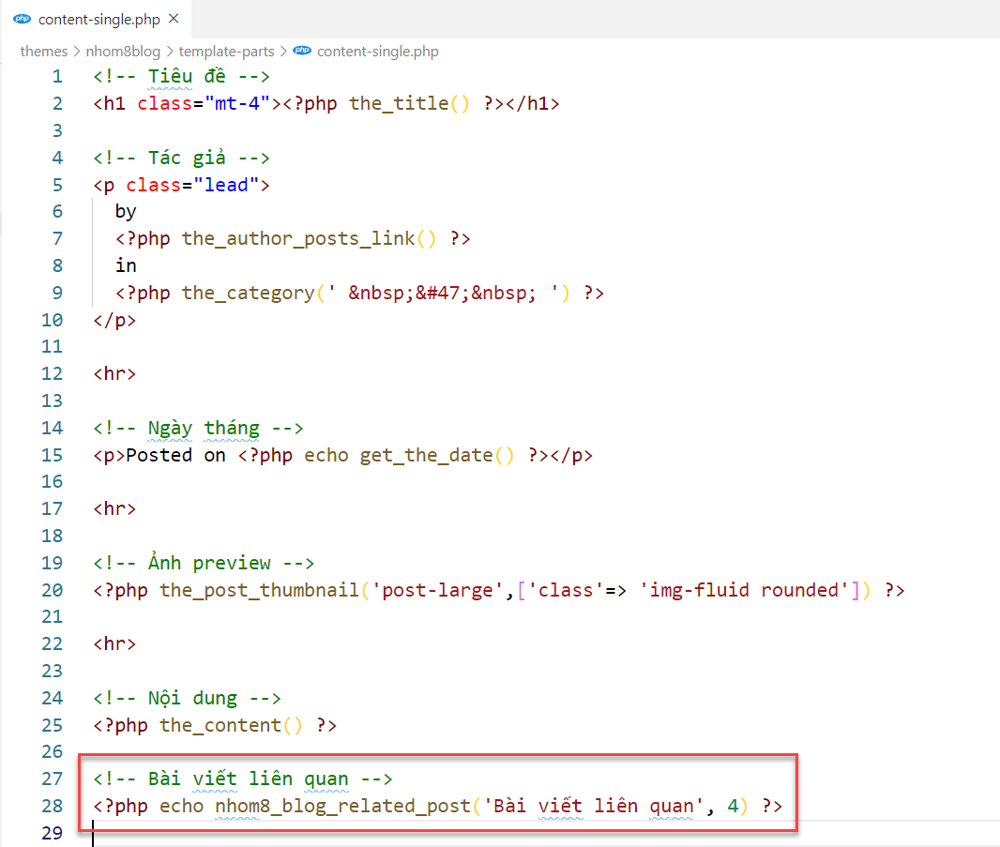 php content-single.php ×
themes > nhom8blog > template-parts > php content-single.php
1 <!-- Tiêu đề -->
2 <h1 class="mt-4"><?php the_title() ?></h1>
3
4 <!-- Tác giả -->
5 <p class="lead">
6 by
7 <?php the_author_posts_link() ?>
8 in
9 <?php the_category(' &nbsp;&#47;&nbsp; ') ?>
10 </p>
11
12 <hr>
13
14 <!-- Ngày tháng -->
15 <p>Posted on <?php echo get_the_date() ?></p>
16
17 <hr>
18
19 <!-- Ảnh preview -->
20 <?php the_post_thumbnail('post-large',['class'=> 'img-fluid rounded']) ?>
21
22 <hr>
23
24 <!-- Nội dung -->
25 <?php the_content() ?>
26
27 <!-- Bài viết liên quan -->
28 <?php echo nhom8_blog_related_post('Bài viết liên quan', 4) ?>
29